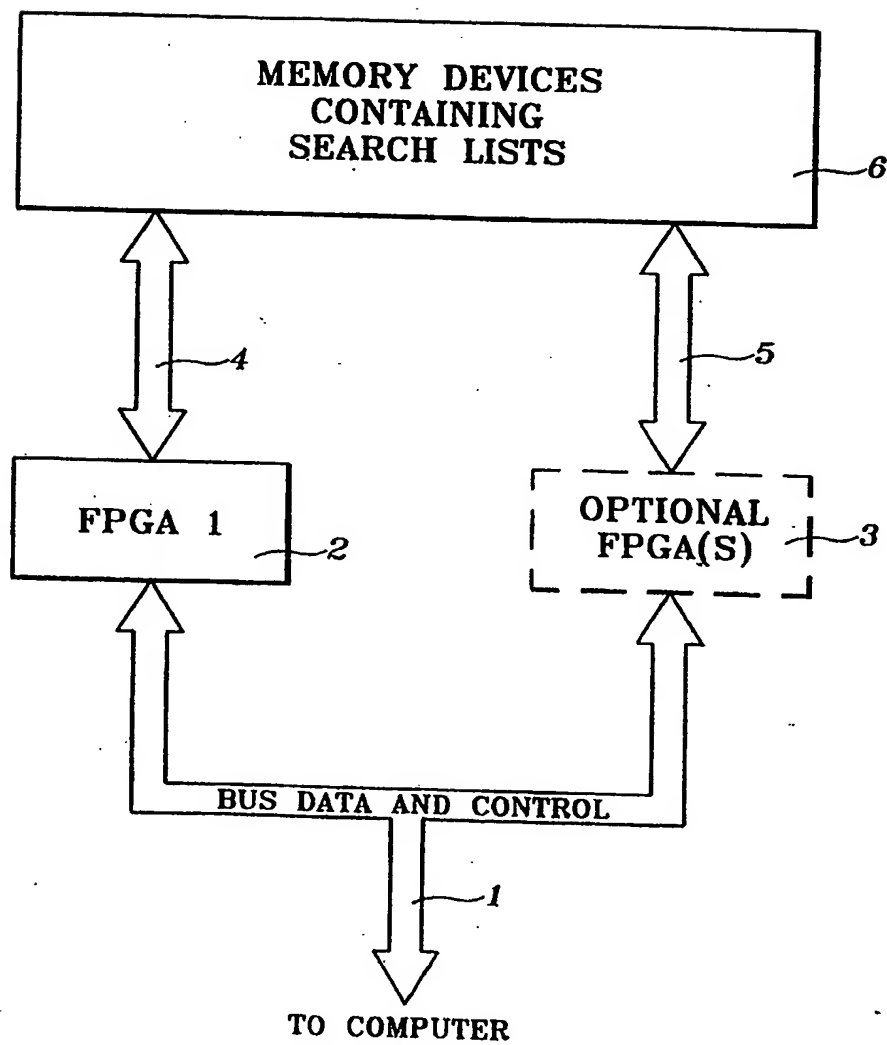 MEMORY DEVICES
CONTAINING
SEARCH LISTS
6
4
5
FPGA 1
2
OPTIONAL
FPGA(S)
3
BUS DATA AND CONTROL
1
TO COMPUTER